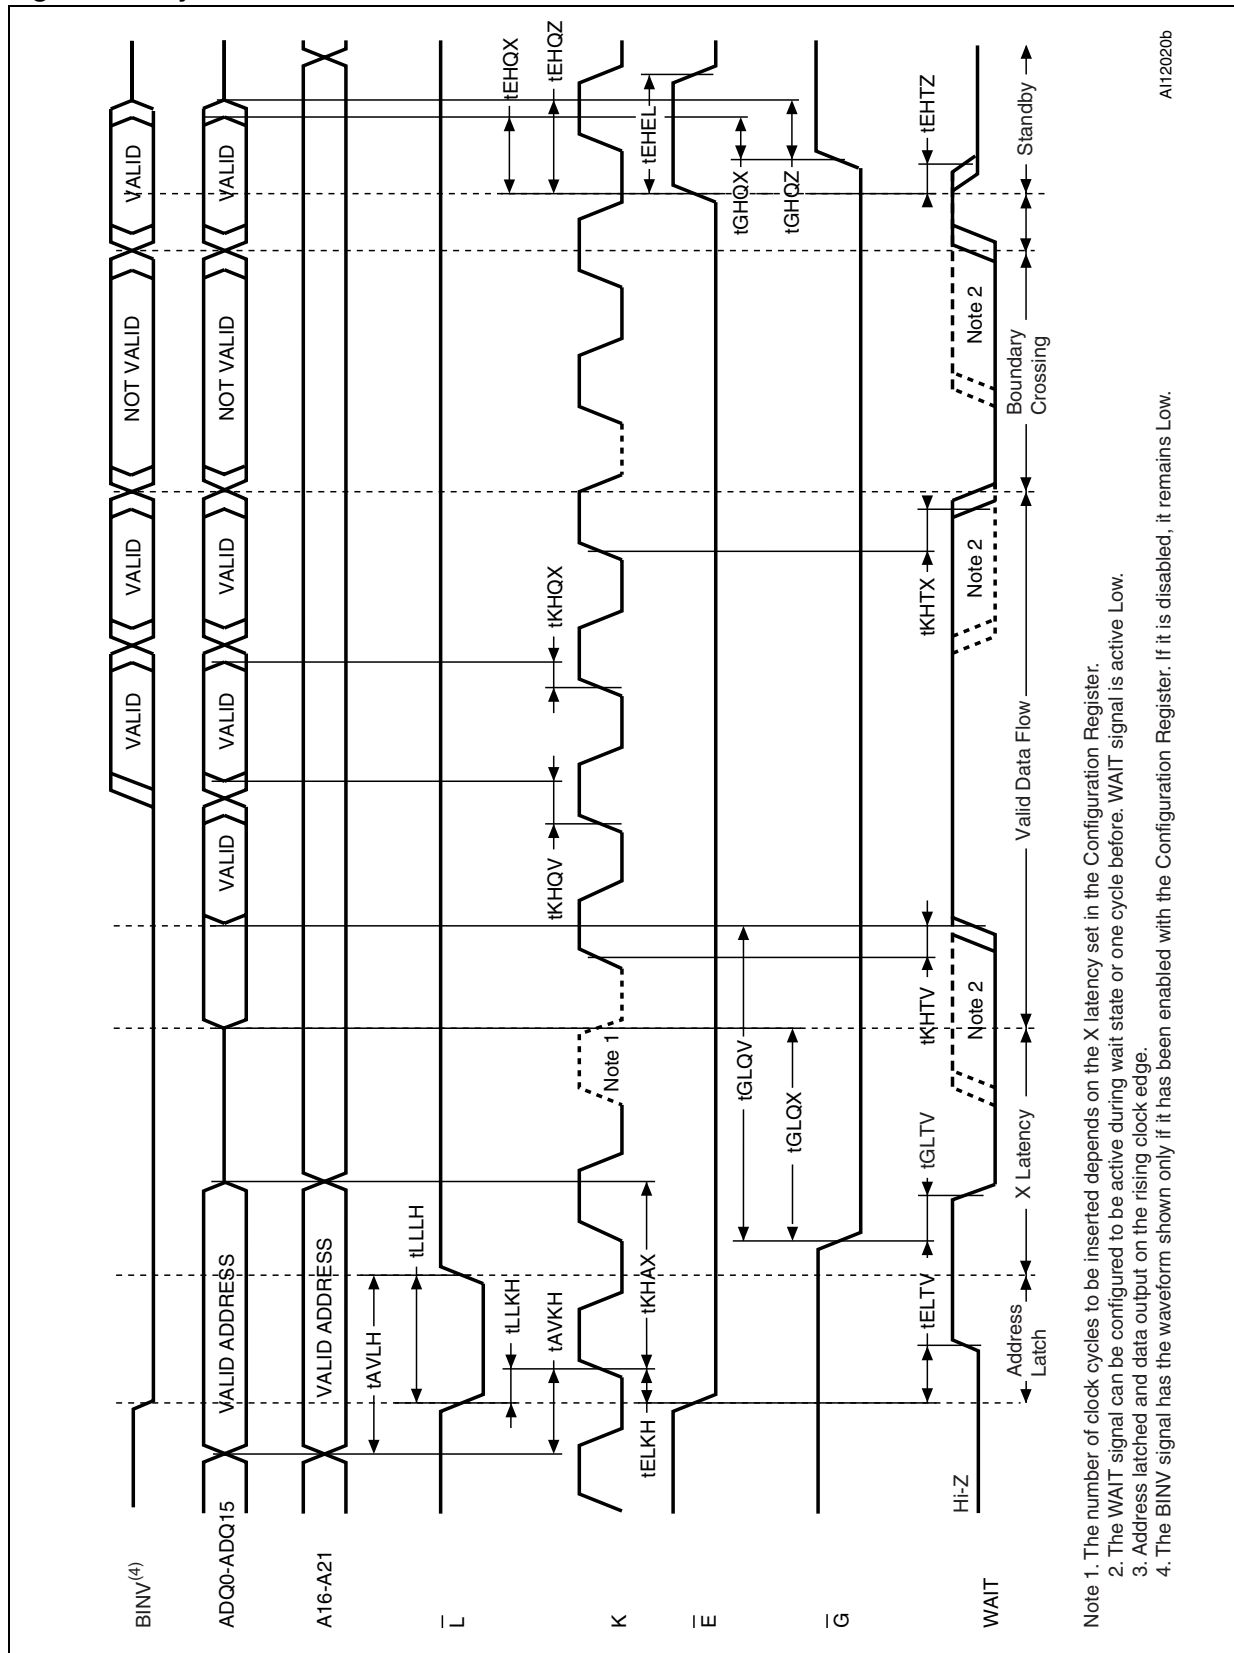 BINV(4)
VALID
VALID
NOT VALID
VALID
ADQ0-ADQ15
VALID ADDRESS
VALID
VALID
VALID
NOT VALID
VALID
A16-A21
VALID ADDRESS
tAVLH
L
tLLLH
tLLKH
tEHQX
tAVKH
tKHQV
tKHQX
tEHQZ
K
Note 1
tELKH
tKHAX
tEHEL
E
tGLQV
tGHQX
tGLQX
tGHQZ
G
tELTV
tGLTV
tKHTV
tKHTX
tEHTZ
Hi-Z
WAIT
Note 2
Note 2
Note 2
Address
Latch
X Latency
Valid Data Flow
Boundary
Crossing
Standby
Note 1. The number of clock cycles to be inserted depends on the X latency set in the Configuration Register.
2. The WAIT signal can be configured to be active during wait state or one cycle before. WAIT signal is active Low.
3. Address latched and data output on the rising clock edge.
4. The BINV signal has the waveform shown only if it has been enabled with the Configuration Register. If it is disabled, it remains Low.
AI12020b